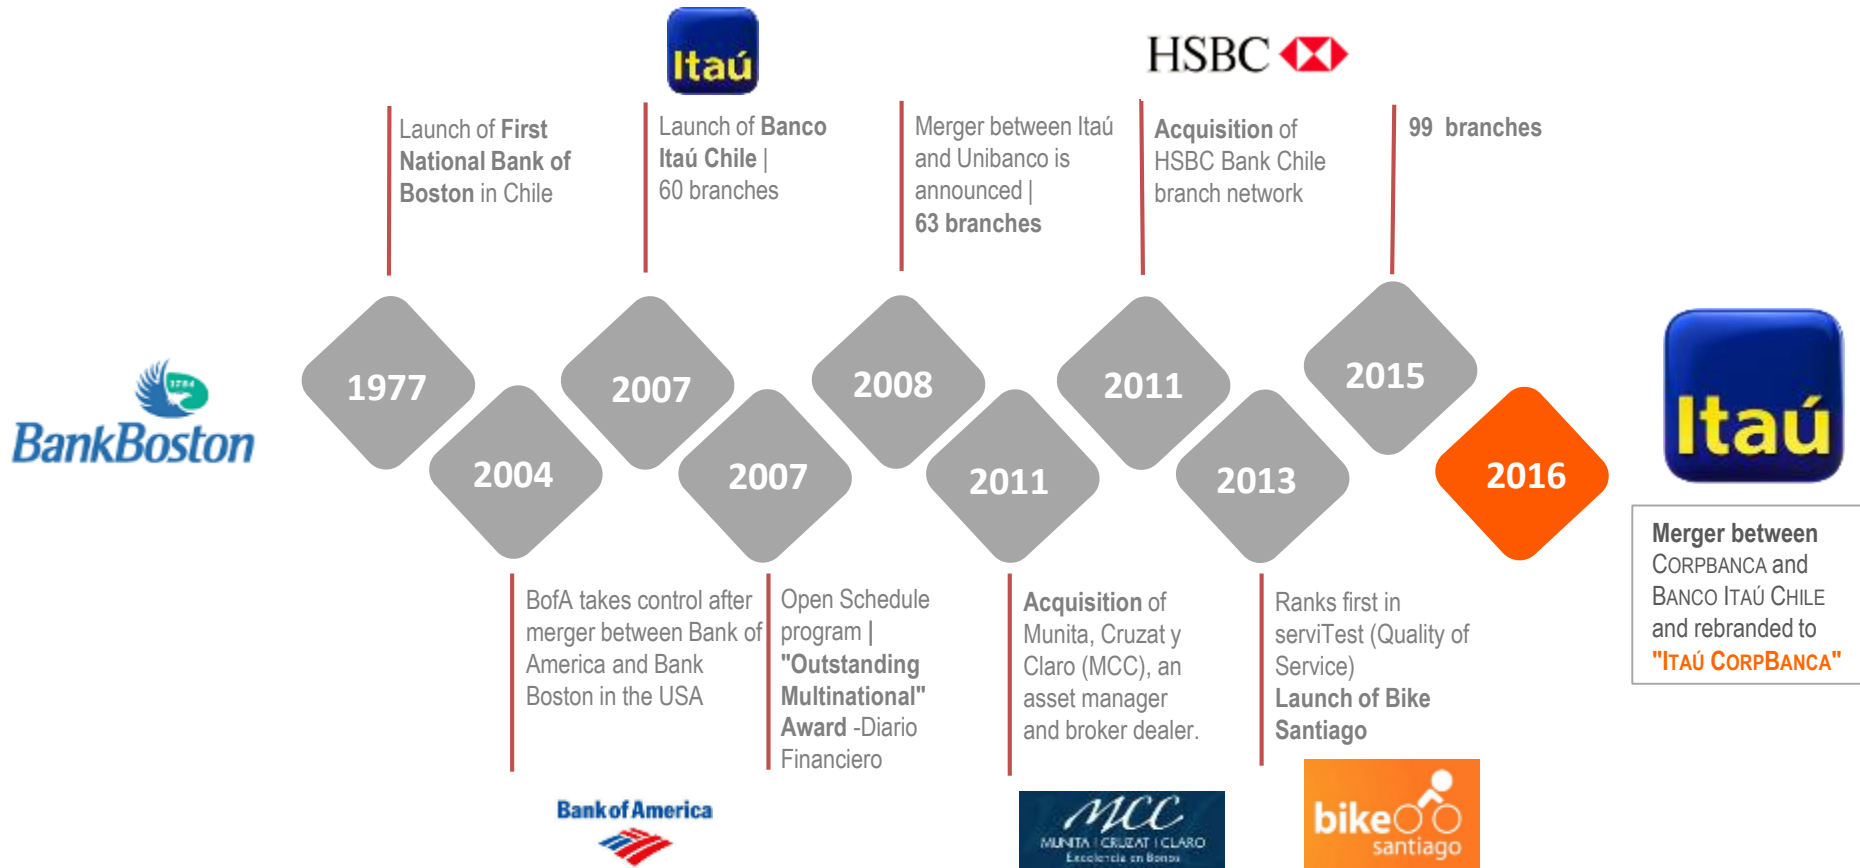 Itaú
HSBC
Launch of First
National Bank of
Boston in Chile
Launch of Banco
Itaú Chile |
60 branches
Merger between Itaú
and Unibanco is
announced |
63 branches
Acquisition of
HSBC Bank Chile
branch network
99 branches
1784
BankBoston
1977
2004
2007
2007
2008
2011
2011
2013
2015
2016
Itaú
BofA takes control after
merger between Bank of
America and Bank
Boston in the USA
Open Schedule
program |
"Outstanding
Multinational"
Award -Diario
Financiero
Acquisition of
Munita, Cruzat y
Claro (MCC), an
asset manager
and broker dealer.
Ranks first in
serviTest (Quality of
Service)
Launch of Bike
Santiago
Merger between
CORPBANCA and
BANCO ITAÚ CHILE
and rebranded to
"ITAÚ CORPBANCA"
Bank of America
MCC
MUNITA | CRUZAT | CLARO
Excelencia en Bonos
bike
santiago